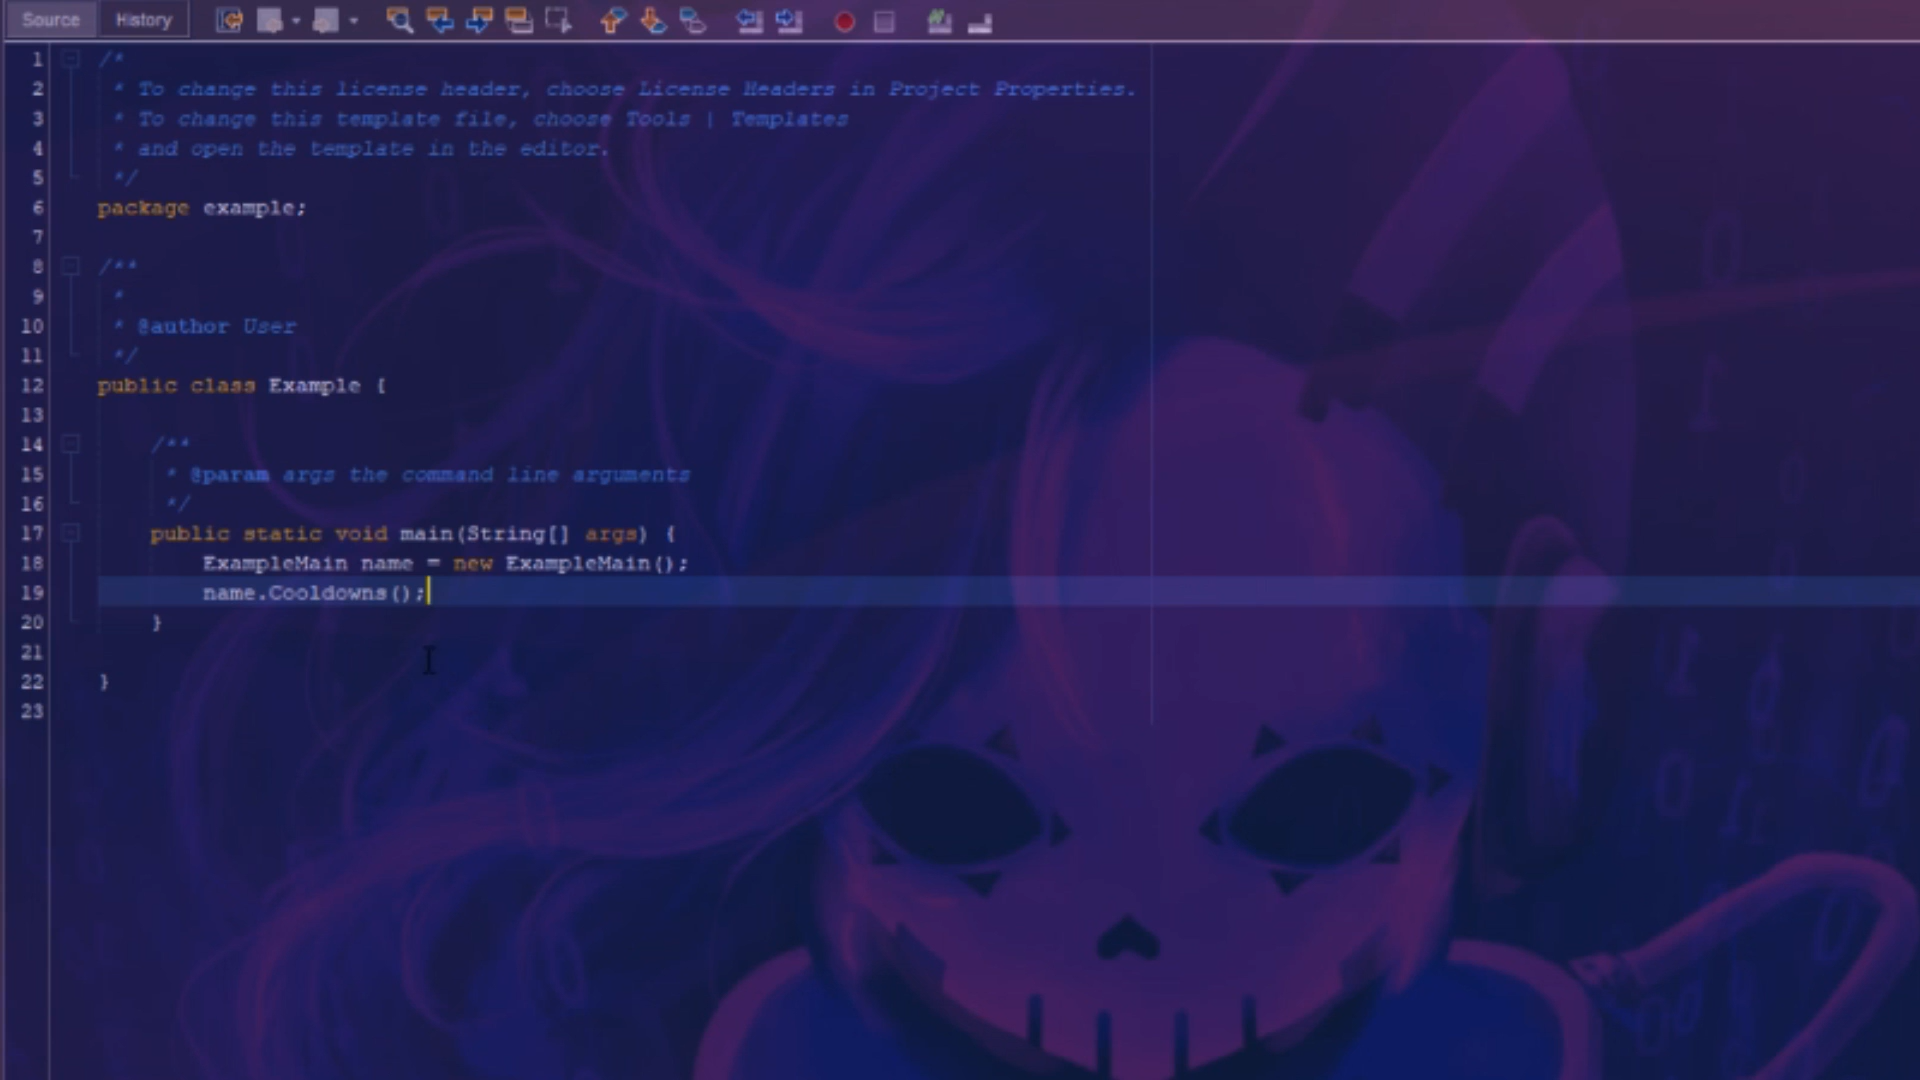 Source History
1 /*
2 * To change this license header, choose License Headers in Project Properties.
3 * To change this template file, choose Tools | Templates
4 * and open the template in the editor.
5 */
6 package example;
7
8 /**
9 *
10 * @author User
11 */
12 public class Example {
13
14 /**
15 * @param args the command line arguments
16 */
17 public static void main(String[] args) {
18 ExampleMain name = new ExampleMain();
19 name.Cooldowns();
20 }
21
22 }
23